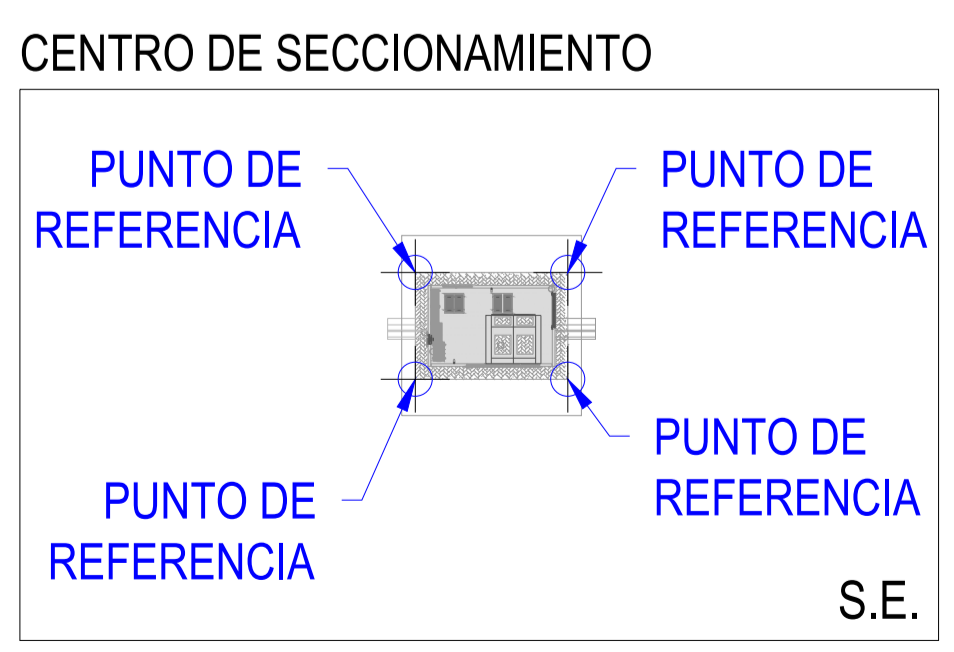 CENTRO DE SECCIONAMIENTO
PUNTO DE
REFERENCIA
PUNTO DE
REFERENCIA
PUNTO DE
REFERENCIA
PUNTO DE
REFERENCIA
S.E.